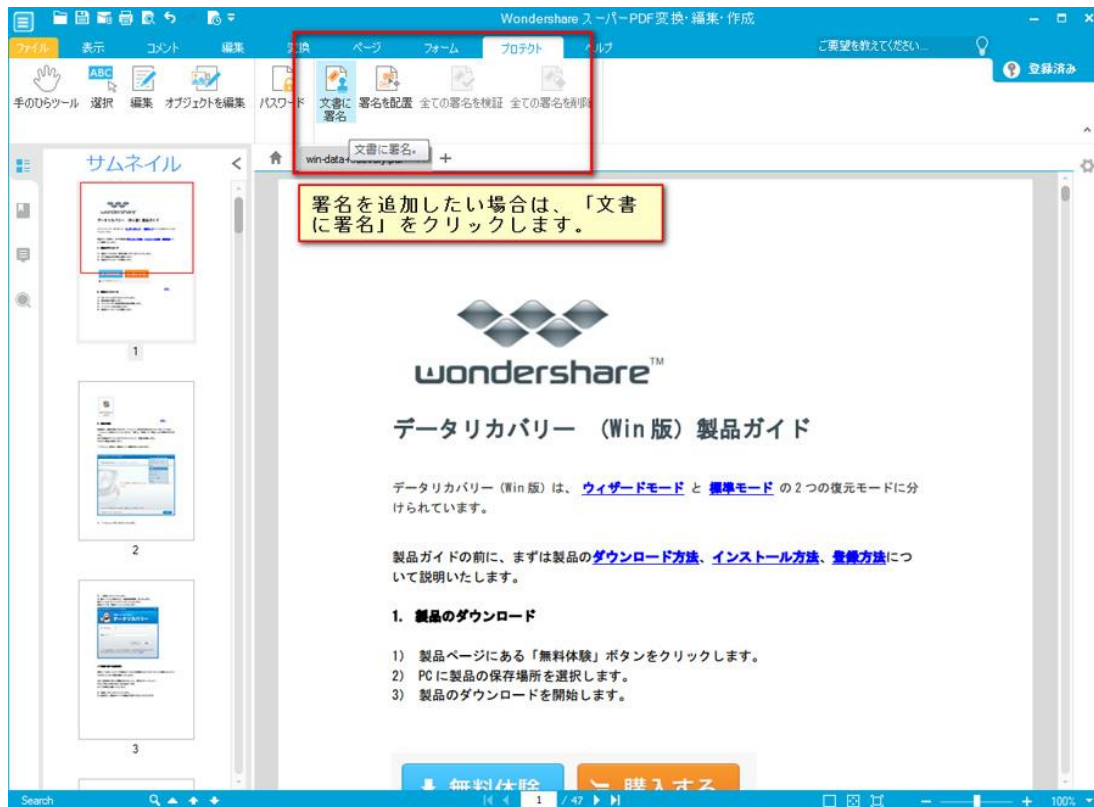 Wondershare スーパーPDF変換・編集・作成
ファイル 表示 コメント 編集 変換 ページ フォーム プロテクト ヘルプ
ご要望を教えてください...
登録済み
手のひらツール 選択 編集 オブジェクトを編集 パスワード 文書に署名 署名を配置 全ての署名を検証 全ての署名を削除
ABC
文書に署名。
サムネイル
署名を追加したい場合は、「文書
に署名」をクリックします。
wondershare™
データリカバリー (Win版) 製品ガイド
データリカバリー (Win版) は、 ウィザードモード と 標準モード の2つの復元モードに分
けられています。
製品ガイドの前に、まずは製品のダウンロード方法、インストール方法、登録方法につ
いて説明いたします。
1. 製品のダウンロード
1) 製品ページにある「無料体験」ボタンをクリックします。
2) PCに製品の保存場所を選択します。
3) 製品のダウンロードを開始します。
無料体験 購入する
1
2
3
Search
1 / 47
100%